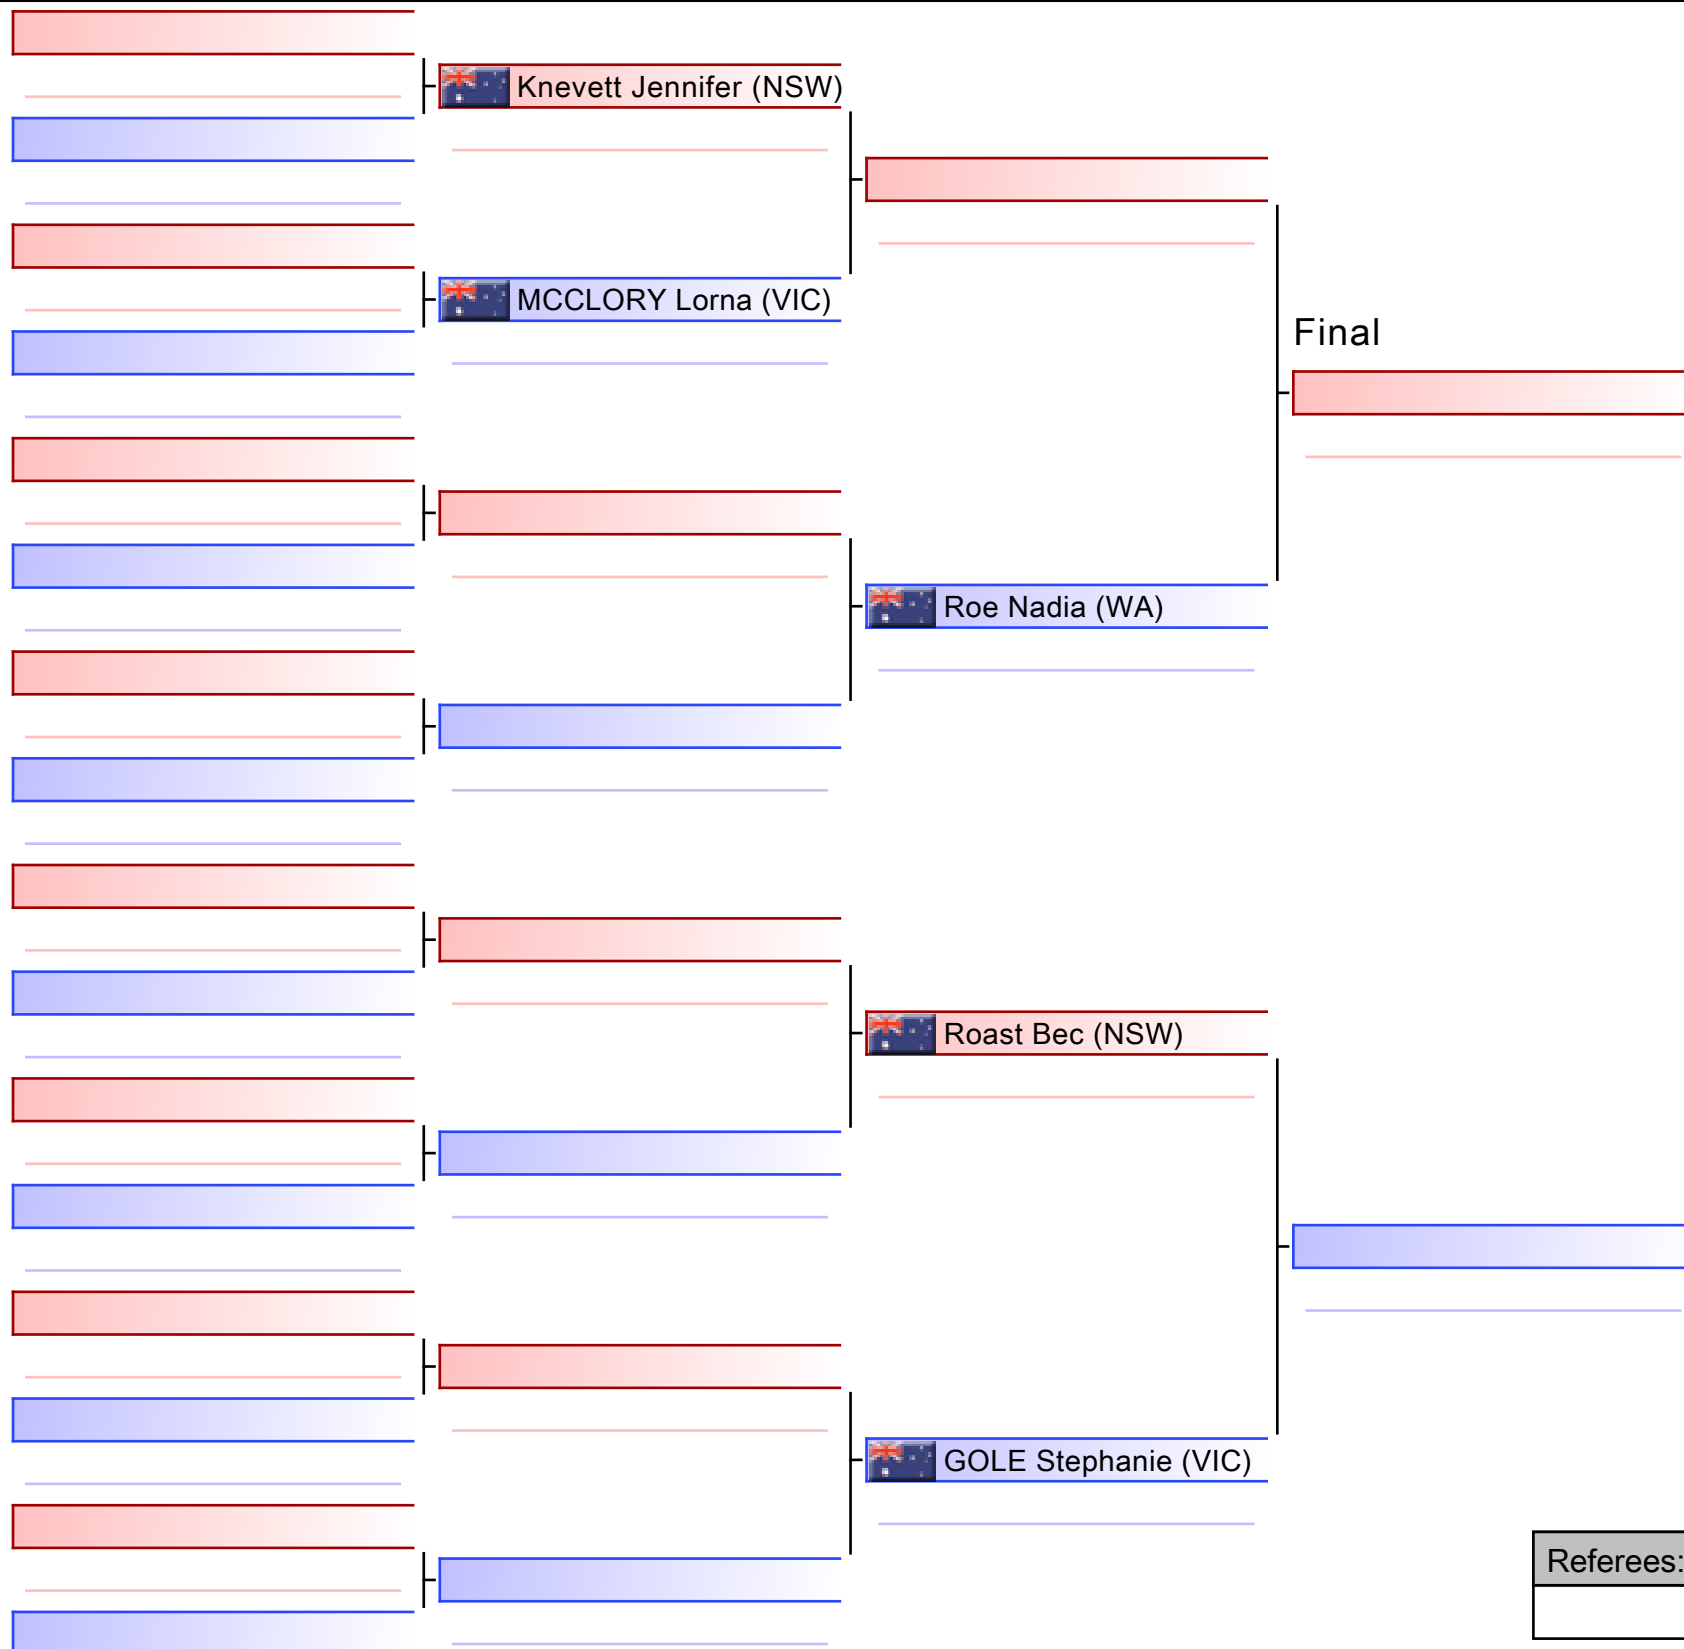 Knevett Jennifer (NSW)
MCCLORY Lorna (VIC)
Final
Roe Nadia (WA)
Roast Bec (NSW)
GOLE Stephanie (VIC)
Referees: